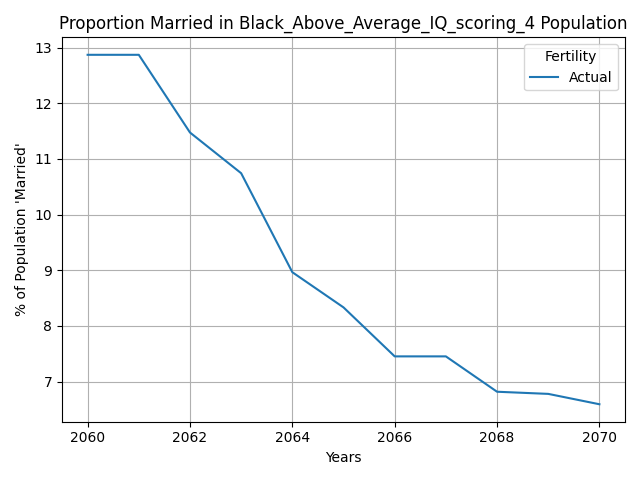 Proportion Married in Black_Above_Average_IQ_scoring_4 Population
Fertility
Actual
% of Population 'Married'
13
12
11
10
9
8
7
2060
2062
2064
2066
2068
2070
Years